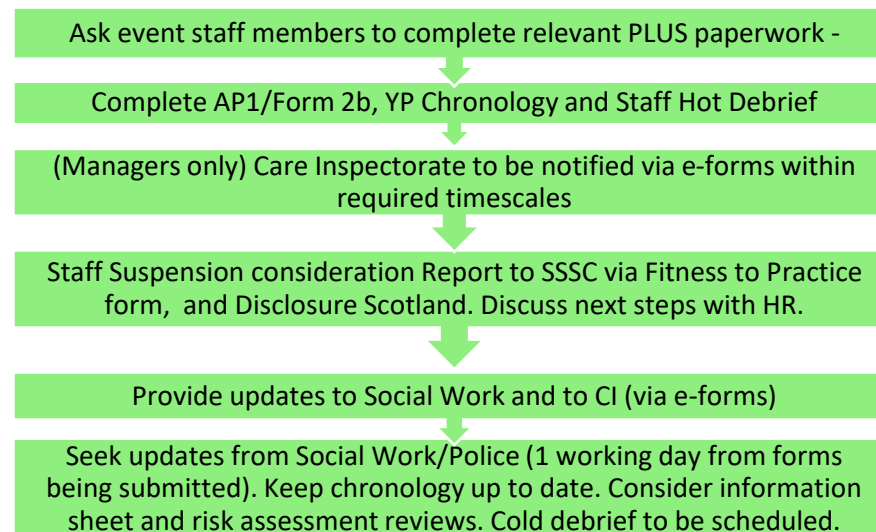 Ask event staff members to complete relevant PLUS paperwork -
Complete AP1/Form 2b, YP Chronology and Staff Hot Debrief
(Managers only) Care Inspectorate to be notified via e-forms within
required timescales
Staff Suspension consideration Report to SSSC via Fitness to Practice
form, and Disclosure Scotland. Discuss next steps with HR.
Provide updates to Social Work and to CI (via e-forms)
Seek updates from Social Work/Police (1 working day from forms
being submitted). Keep chronology up to date. Consider information
sheet and risk assessment reviews. Cold debrief to be scheduled.